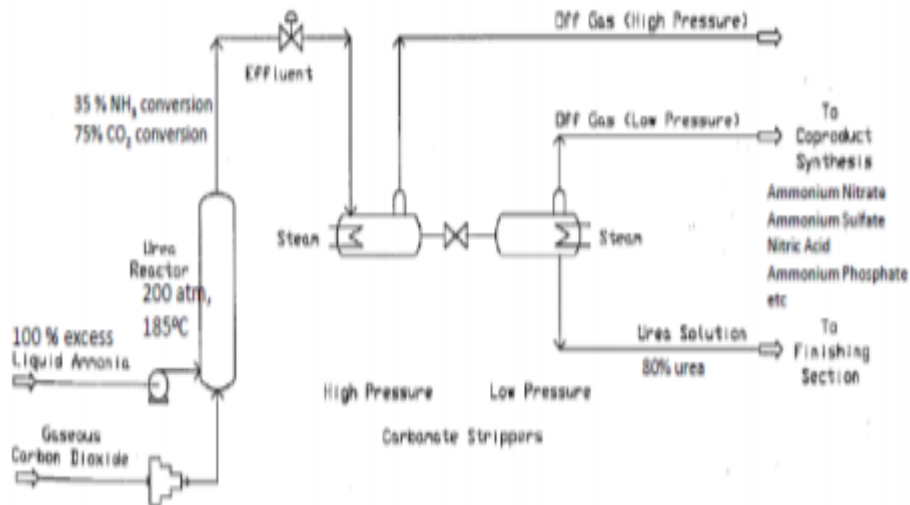 Off Gas (High Pressure)
Effluent
35 % NH₃ conversion
75% CO₂ conversion
Off Gas (Low Pressure)
To
Coproduct
Synthesis
Ammonium Nitrate
Ammonium Sulfate
Nitric Acid
Ammonium Phosphate
etc
Steam
Steam
Urea
Reactor
200 atm,
185ºC
100 % excess
Liquid Ammonia
Urea Solution
80% urea
To
Finishing
Section
High Pressure
Low Pressure
Carbamate Strippers
Gaseous
Carbon Dioxide